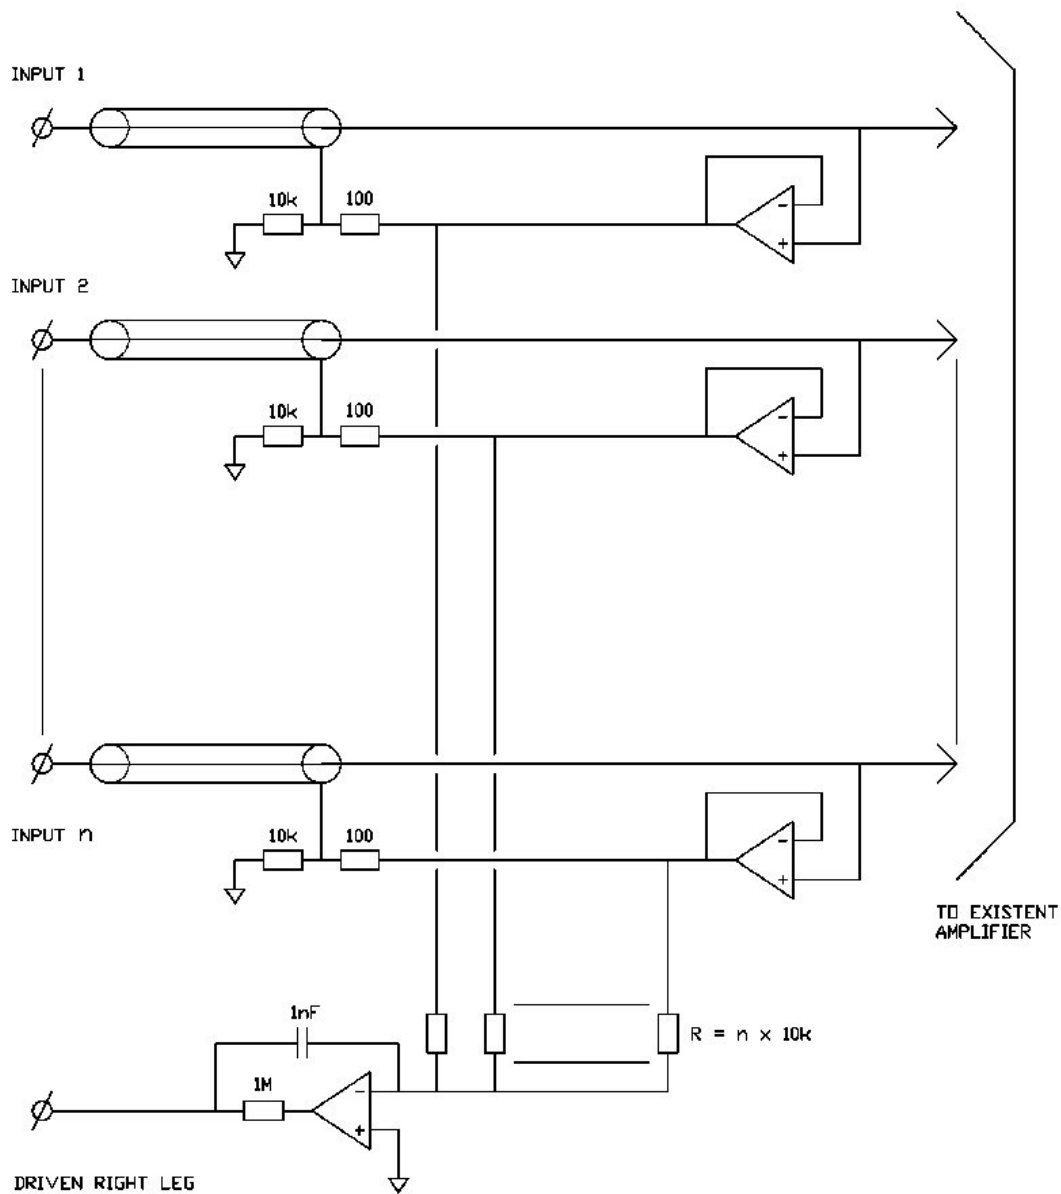 INPUT 1
10k 100
-
+
INPUT 2
10k 100
-
+
INPUT n
10k 100
-
+
TO EXISTENT
AMPLIFIER
1nF
R = n x 10k
1M
-
+
DRIVEN RIGHT LEG